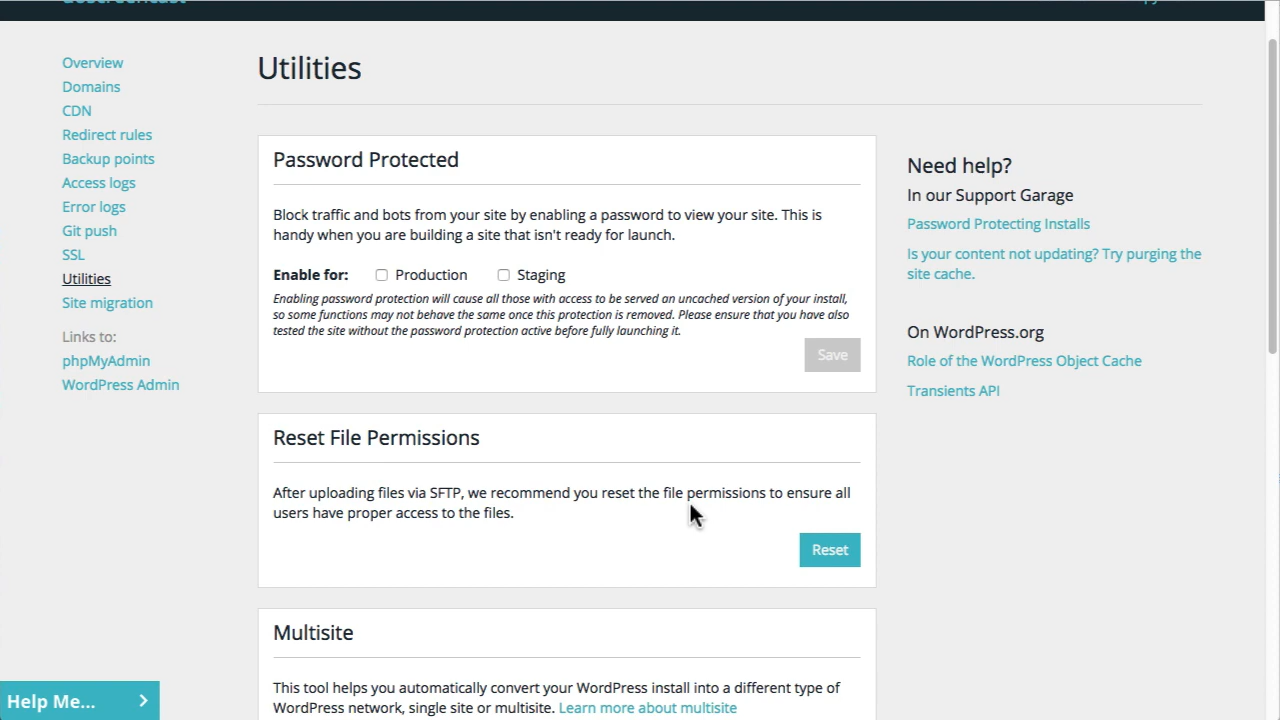 Overview
Domains
CDN
Redirect rules
Backup points
Access logs
Error logs
Git push
SSL
Utilities
Site migration
Links to:
phpMyAdmin
WordPress Admin
Utilities
Password Protected
Block traffic and bots from your site by enabling a password to view your site. This is
handy when you are building a site that isn't ready for launch.
Enable for: Production Staging
Enabling password protection will cause all those with access to be served an uncached version of your install,
so some functions may not behave the same once this protection is removed. Please ensure that you have also
tested the site without the password protection active before fully launching it.
Save
Reset File Permissions
After uploading files via SFTP, we recommend you reset the file permissions to ensure all
users have proper access to the files.
Reset
Multisite
This tool helps you automatically convert your WordPress install into a different type of
WordPress network, single site or multisite. Learn more about multisite
Need help?
In our Support Garage
Password Protecting Installs
Is your content not updating? Try purging the
site cache.
On WordPress.org
Role of the WordPress Object Cache
Transients API
Help Me...